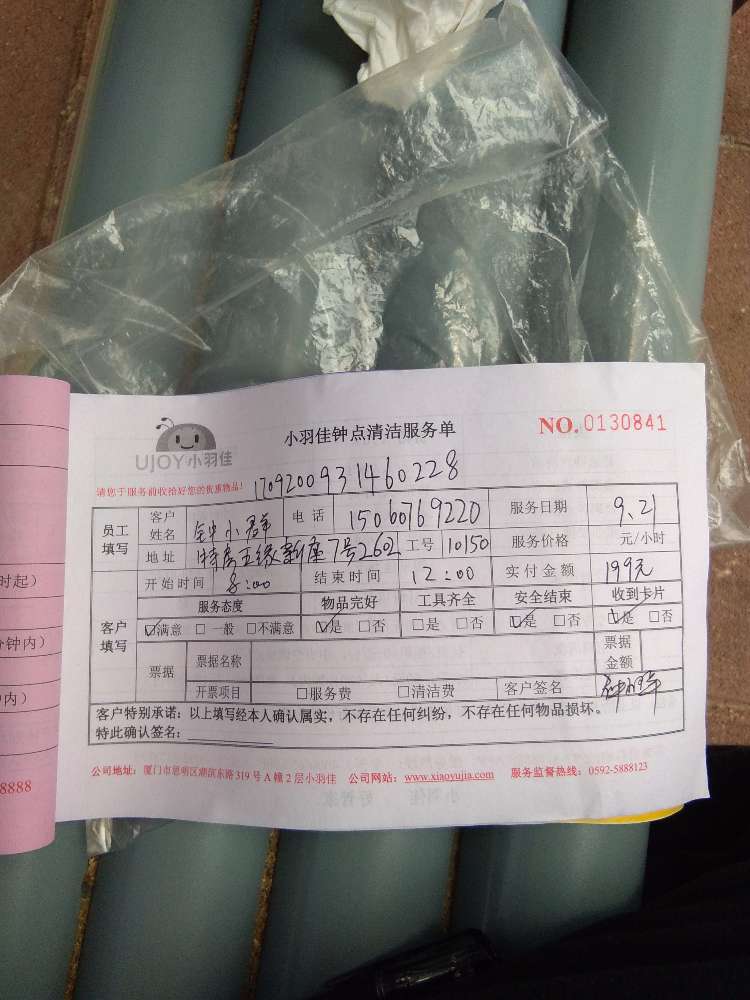 UJOY小羽佳
小羽佳钟点清洁服务单
NO.0130841
请您于服务前收拾好您的贵重物品!
170920093146 0228
员工填写 客户姓名 钟小群 电话 15060769220 服务日期 9.21
地址 特房五缘新座7号2602 工号 10150 服务价格 元/小时
客户填写 开始时间 8:00 结束时间 12:00 实付金额 199元
服务态度 物品完好 工具齐全 安全结束 收到卡片
☑满意 □一般 □不满意 ☑是 □否 □是 □否 ☑是 □否 ☑是 □否
票据 票据名称 票据金额
开票项目 □服务费 □清洁费 客户签名
客户特别承诺:以上填写经本人确认属实,不存在任何纠纷,不存在任何物品损坏。
特此确认签名:
公司地址:厦门市思明区湖滨东路319号A幢2层小羽佳 公司网站:www.xiaoyujia.com 服务监督热线:0592-5888123
时起)
分钟内)
内)
8888